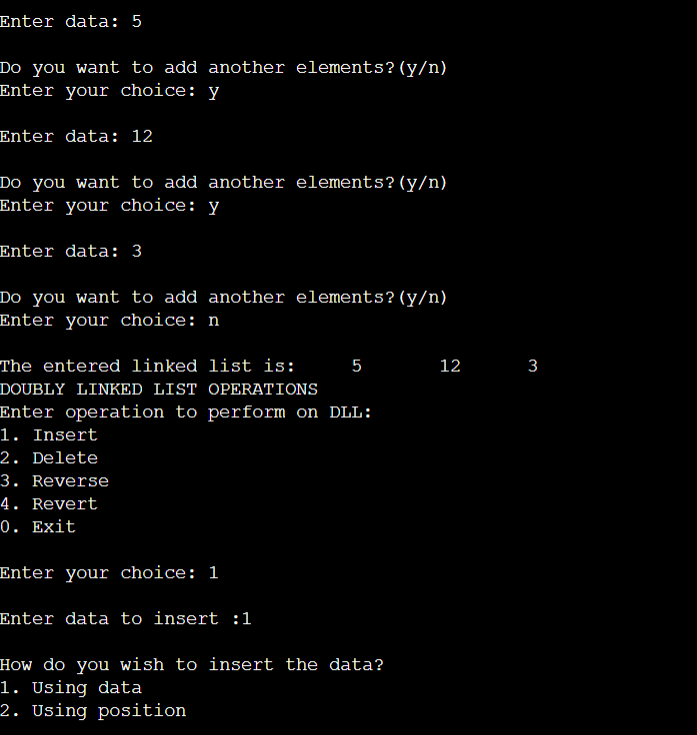 Enter data: 5
Do you want to add another elements?(y/n)
Enter your choice: y
Enter data: 12
Do you want to add another elements?(y/n)
Enter your choice: y
Enter data: 3
Do you want to add another elements?(y/n)
Enter your choice: n
The entered linked list is: 5 12 3
DOUBLY LINKED LIST OPERATIONS
Enter operation to perform on DLL:
1. Insert
2. Delete
3. Reverse
4. Revert
0. Exit
Enter your choice: 1
Enter data to insert :1
How do you wish to insert the data?
1. Using data
2. Using position